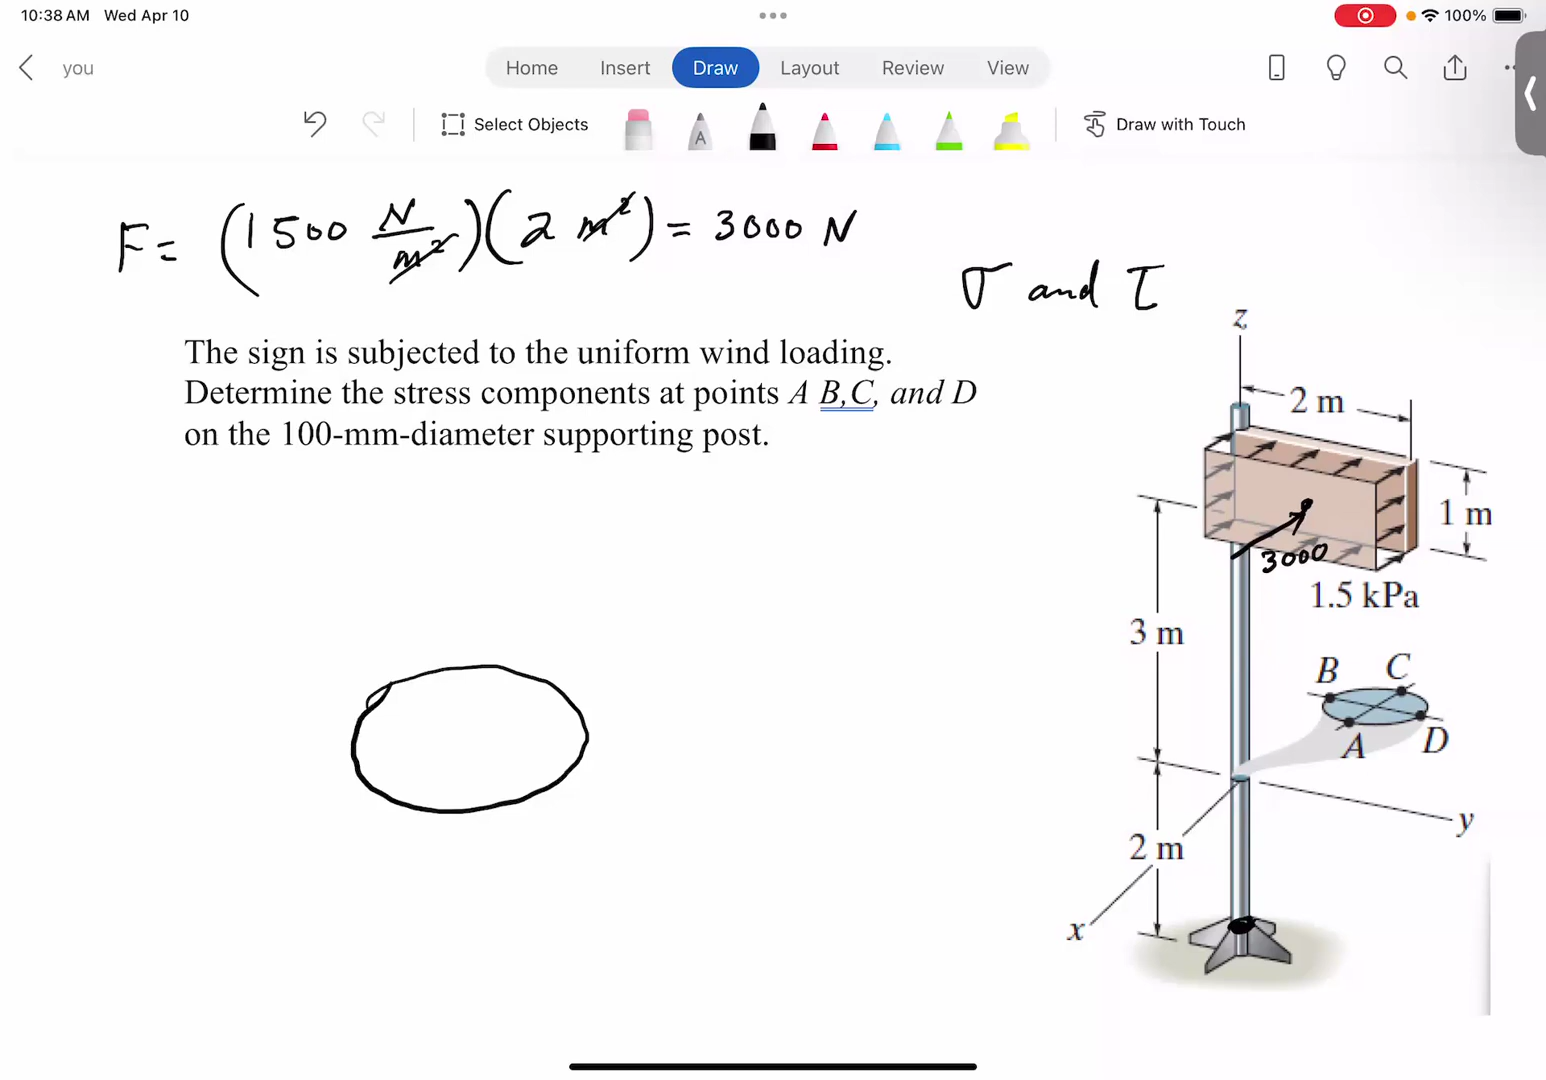 10:38 AM Wed Apr 10
100%
you
Home Insert Draw Layout Review View
Select Objects
A
Draw with Touch
F = (1500 N/m²)(2 m²) = 3000 N
σ and τ
The sign is subjected to the uniform wind loading.
Determine the stress components at points A B,C, and D
on the 100-mm-diameter supporting post.
z
2 m
1 m
3000
1.5 kPa
3 m
B C
A D
y
2 m
x